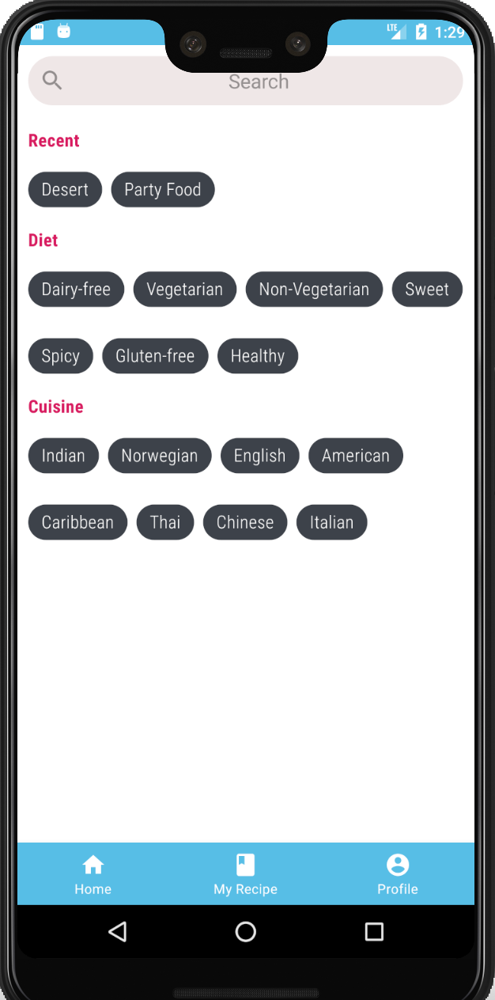 LTE 1:29
Search
Recent
Desert Party Food
Diet
Dairy-free Vegetarian Non-Vegetarian Sweet
Spicy Gluten-free Healthy
Cuisine
Indian Norwegian English American
Caribbean Thai Chinese Italian
Home My Recipe Profile